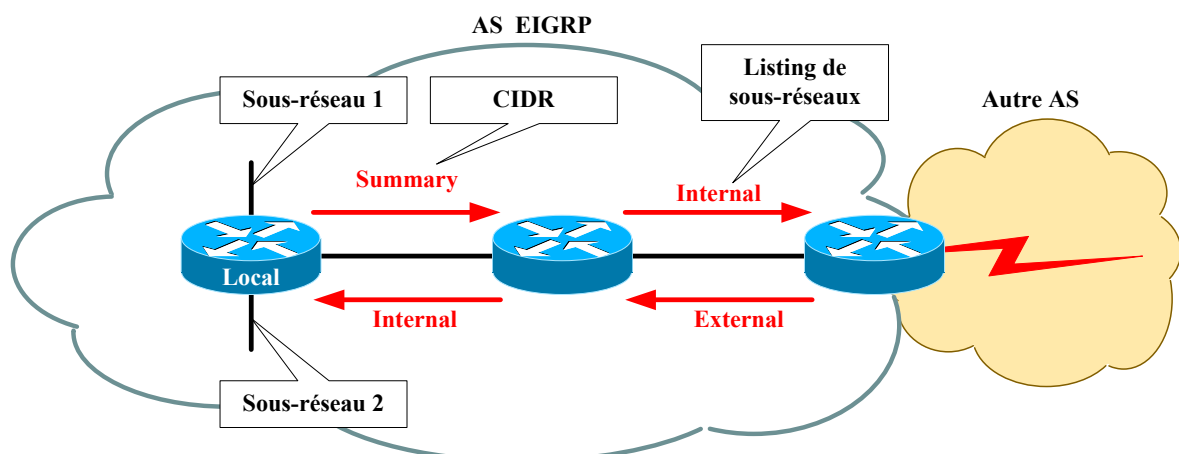 AS EIGRP
Sous-réseau 1
CIDR
Listing de
sous-réseaux
Autre AS
Summary
Internal
Local
Internal
External
Sous-réseau 2